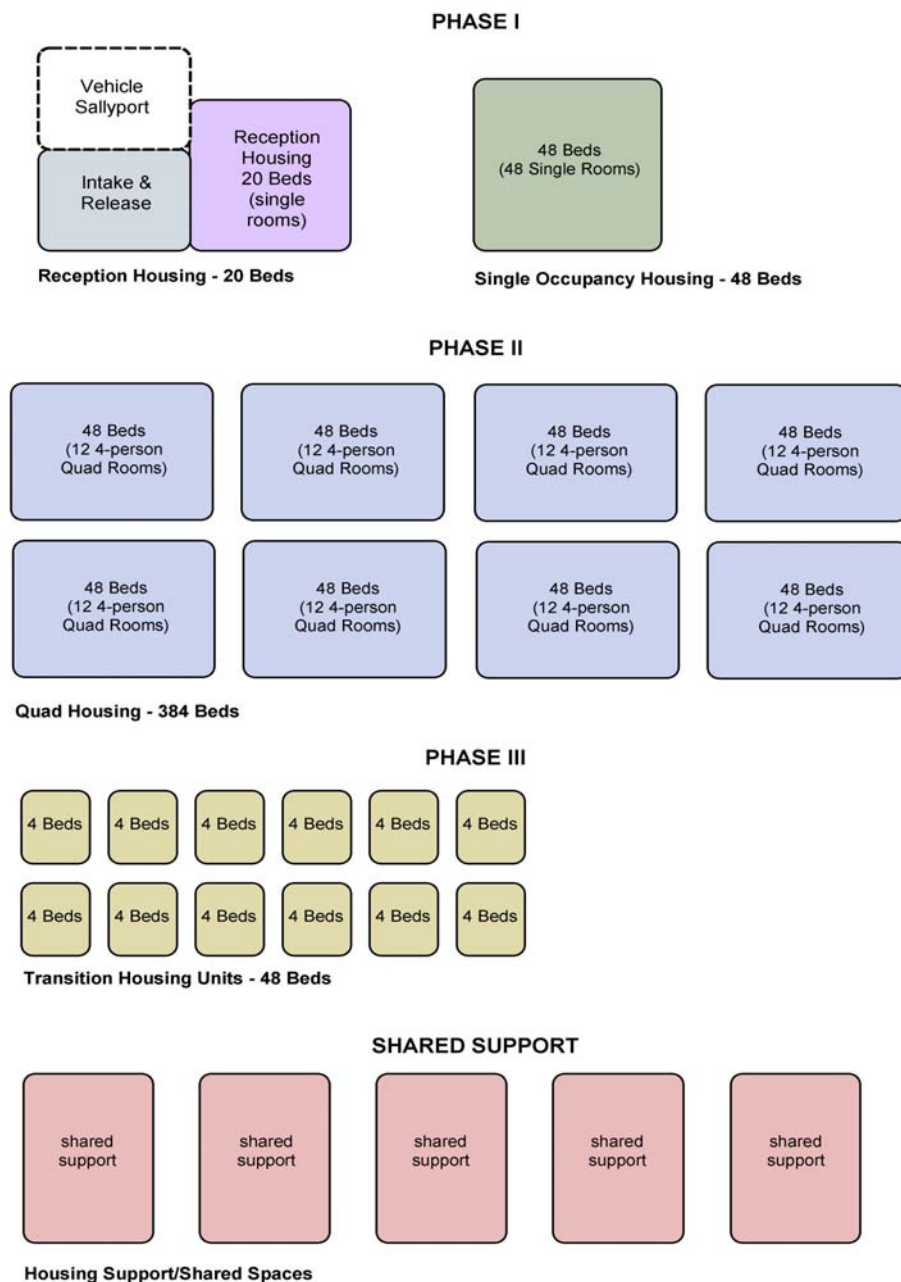 PHASE I
Vehicle
Sallyport
Intake &
Release
Reception
Housing
20 Beds
(single
rooms)
Reception Housing - 20 Beds
48 Beds
(48 Single Rooms)
Single Occupancy Housing - 48 Beds
PHASE II
48 Beds
(12 4-person
Quad Rooms)
48 Beds
(12 4-person
Quad Rooms)
48 Beds
(12 4-person
Quad Rooms)
48 Beds
(12 4-person
Quad Rooms)
48 Beds
(12 4-person
Quad Rooms)
48 Beds
(12 4-person
Quad Rooms)
48 Beds
(12 4-person
Quad Rooms)
48 Beds
(12 4-person
Quad Rooms)
Quad Housing - 384 Beds
PHASE III
4 Beds
4 Beds
4 Beds
4 Beds
4 Beds
4 Beds
4 Beds
4 Beds
4 Beds
4 Beds
4 Beds
4 Beds
Transition Housing Units - 48 Beds
SHARED SUPPORT
shared
support
shared
support
shared
support
shared
support
shared
support
Housing Support/Shared Spaces